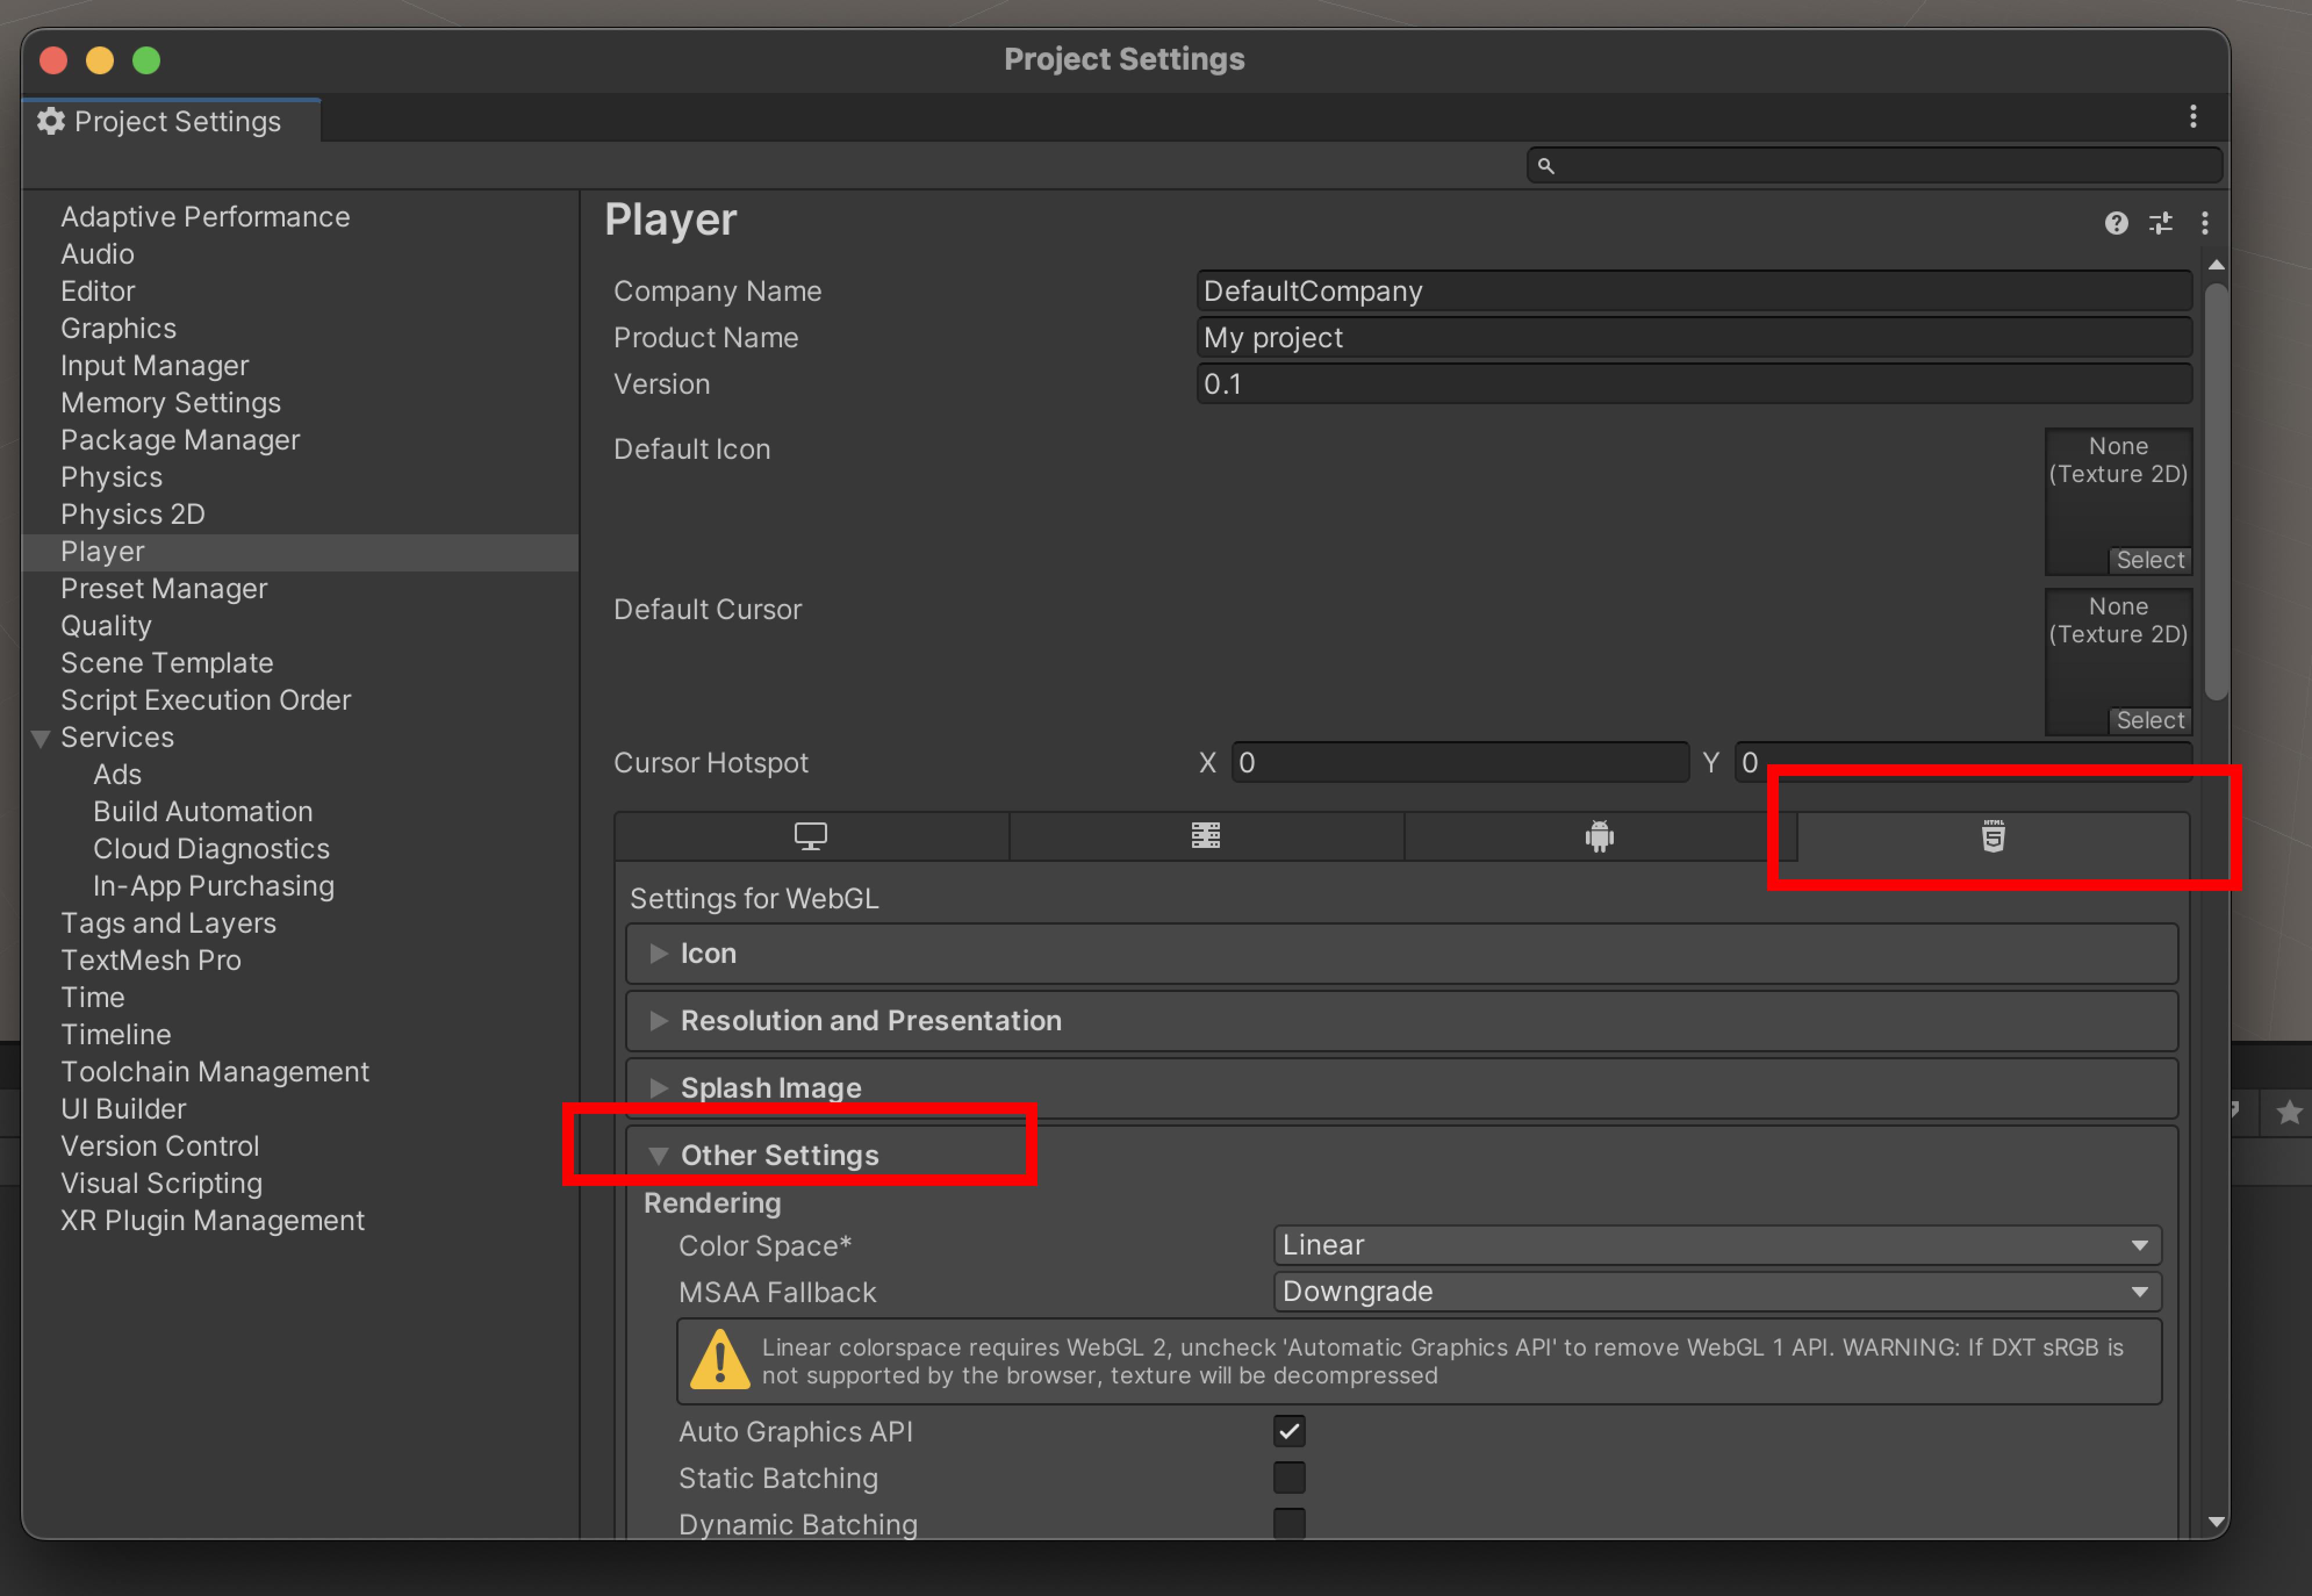 Project Settings
Project Settings
Adaptive Performance
Audio
Editor
Graphics
Input Manager
Memory Settings
Package Manager
Physics
Physics 2D
Player
Preset Manager
Quality
Scene Template
Script Execution Order
Services
Ads
Build Automation
Cloud Diagnostics
In-App Purchasing
Tags and Layers
TextMesh Pro
Time
Timeline
Toolchain Management
UI Builder
Version Control
Visual Scripting
XR Plugin Management
Player
Company Name DefaultCompany
Product Name My project
Version 0.1
Default Icon
None
(Texture 2D)
Select
Default Cursor
None
(Texture 2D)
Select
Cursor Hotspot X 0 Y 0
HTML
5
Settings for WebGL
Icon
Resolution and Presentation
Splash Image
Other Settings
Rendering
Color Space* Linear
MSAA Fallback Downgrade
Linear colorspace requires WebGL 2, uncheck 'Automatic Graphics API' to remove WebGL 1 API. WARNING: If DXT sRGB is
not supported by the browser, texture will be decompressed
Auto Graphics API
Static Batching
Dynamic Batching